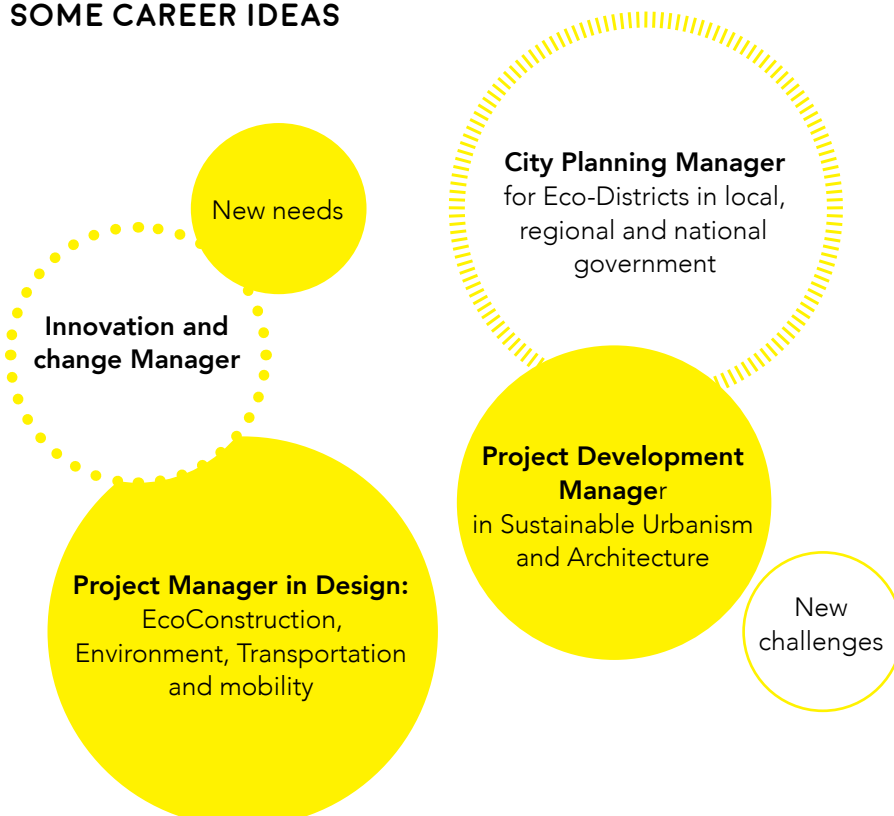 SOME CAREER IDEAS
New needs
Innovation and
change Manager
Project Manager in Design:
EcoConstruction,
Environment, Transportation
and mobility
City Planning Manager
for Eco-Districts in local,
regional and national
government
Project Development
Manager
in Sustainable Urbanism
and Architecture
New
challenges